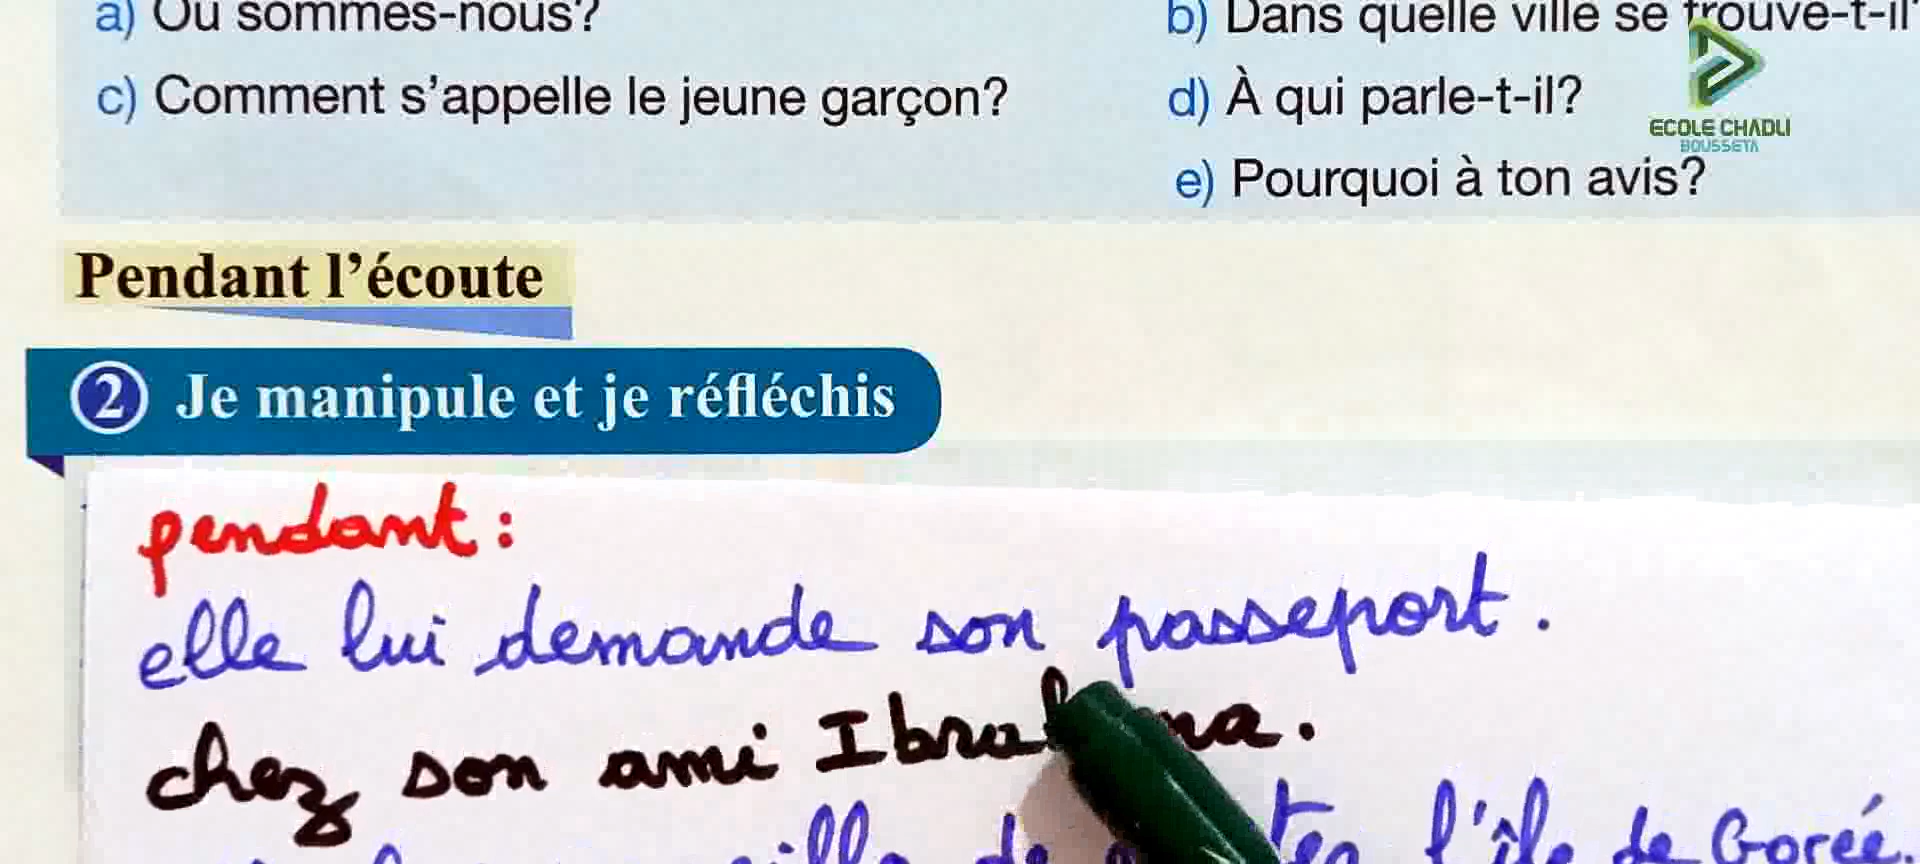 a) Où sommes-nous?
b) Dans quelle ville se trouve-t-il
c) Comment s'appelle le jeune garçon?
d) À qui parle-t-il?
e) Pourquoi à ton avis?
ECOLE CHADLI
BOUSSETA
Pendant l'écoute
2 Je manipule et je réfléchis
pendant :
elle lui demande son passeport.
chez son ami
l'île de Gorée